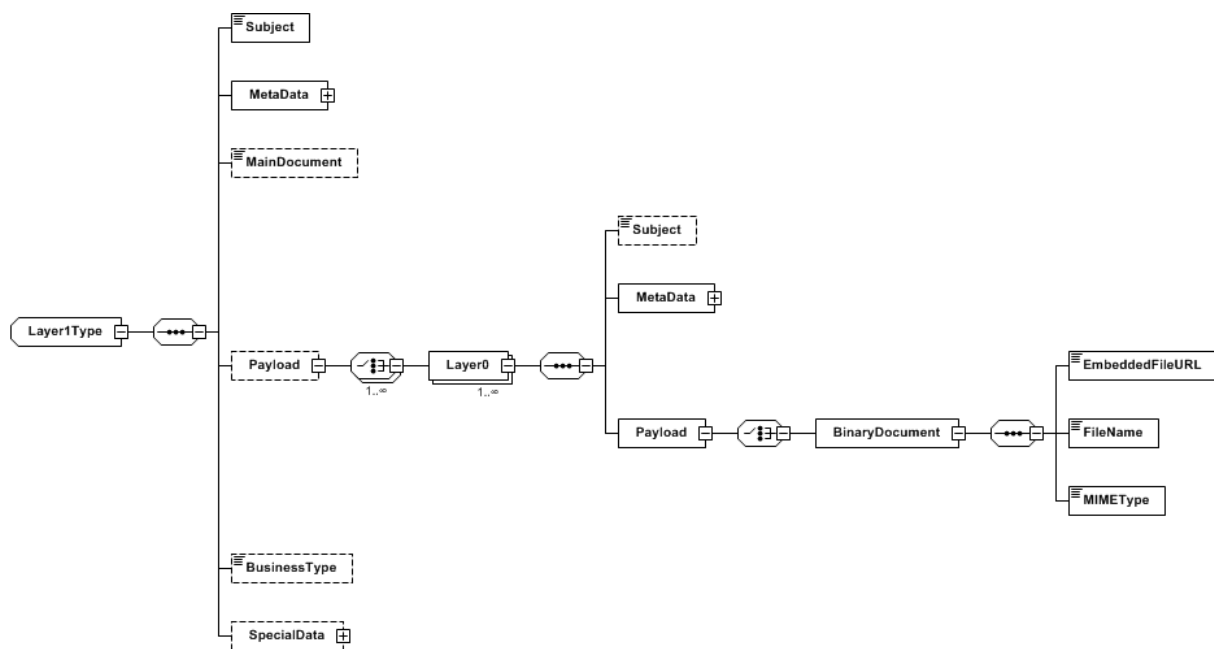 Subject
MetaData
MainDocument
Subject
MetaData
Layer1Type
Payload
Layer0
1..∞
1..∞
EmbeddedFileURL
Payload
BinaryDocument
FileName
MIMEType
BusinessType
SpecialData